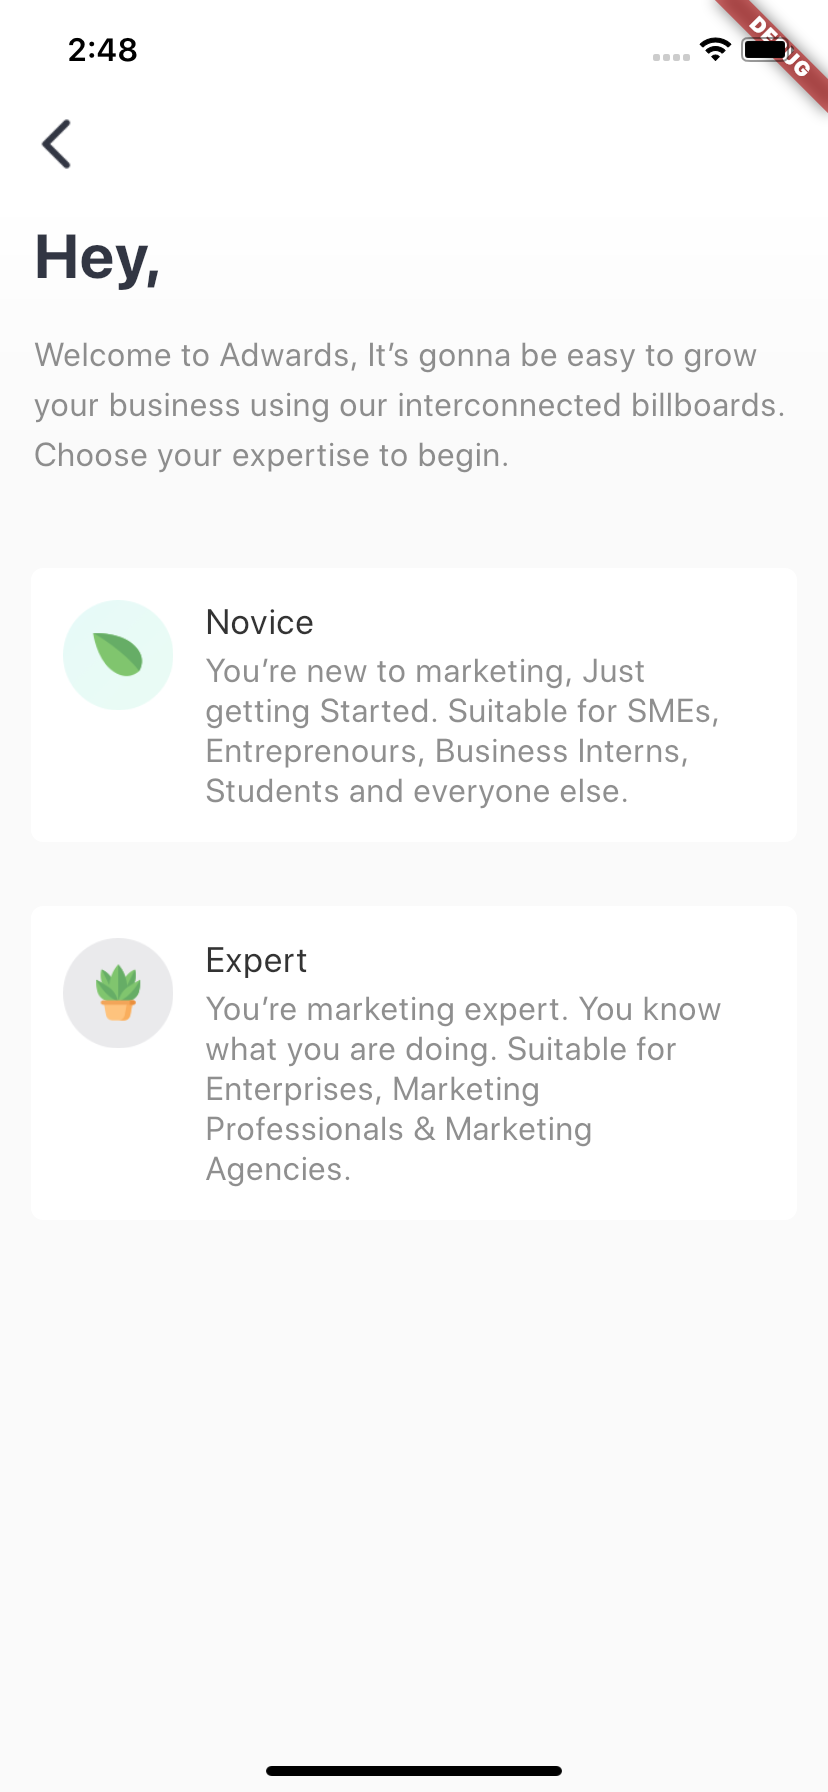 2:48
DEBUG
Hey,
Welcome to Adwards, It’s gonna be easy to grow
your business using our interconnected billboards.
Choose your expertise to begin.
Novice
You’re new to marketing, Just
getting Started. Suitable for SMEs,
Entreprenours, Business Interns,
Students and everyone else.
Expert
You’re marketing expert. You know
what you are doing. Suitable for
Enterprises, Marketing
Professionals & Marketing
Agencies.